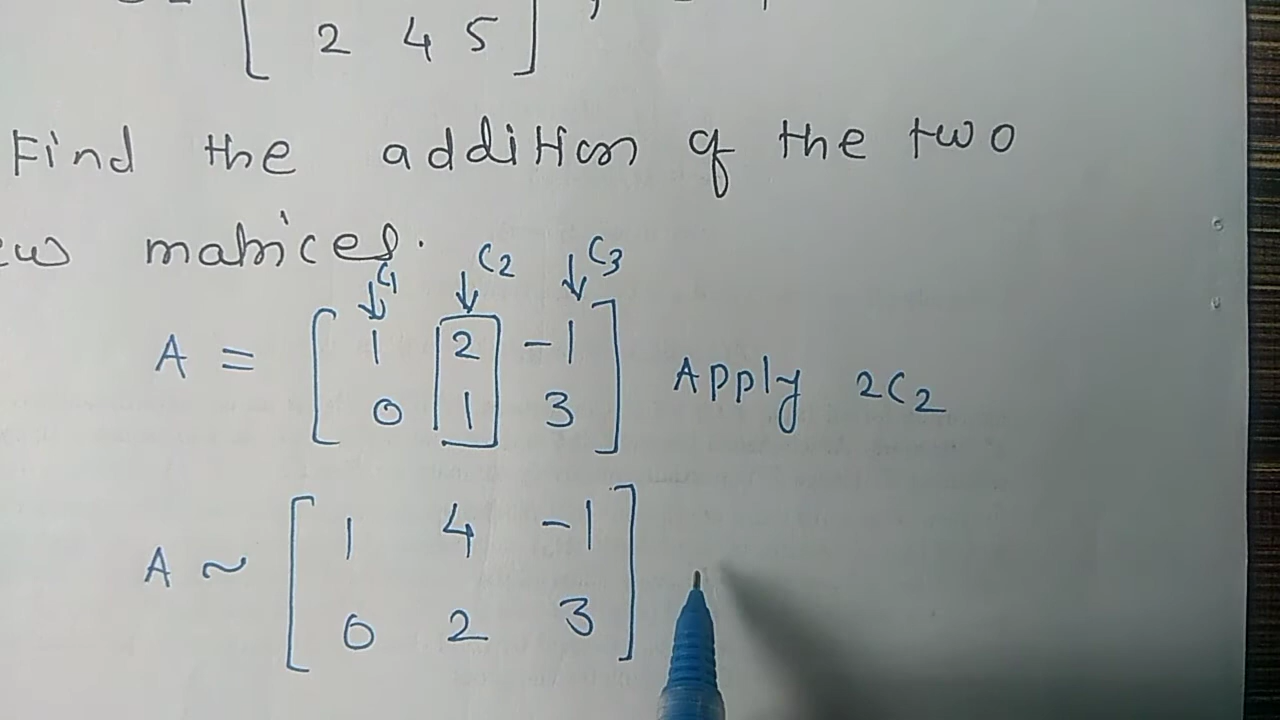 2 4 5
Find the addition of the two
matrices.
C1 C2 C3
A = [ 1 2 -1
0 1 3 ] Apply 2C2
A ~ [ 1 4 -1
0 2 3 ]